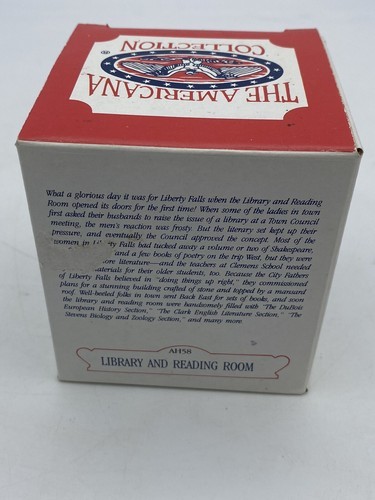 THE AMERICANA
COLLECTION®
What a glorious day it was for Liberty Falls when the Library and Reading
Room opened its doors for the first time! When some of the ladies in town
first asked their husbands to raise the issue of a library at a Town Council
meeting, the men's reaction was frosty. But the literary set kept up their
pressure, and eventually the Council approved the concept. Most of the
women in Liberty Falls had tucked away a volume or two of Shakespeare,
and a few books of poetry on the trip West, but they were
more literature—and the teachers at Clemens School needed
materials for their older students, too. Because the City Fathers
of Liberty Falls believed in "doing things up right," they commissioned
plans for a stunning building crafted of stone and topped by a mansard
roof. Well-heeled folks in town sent Back East for sets of books, and soon
the library and reading room were handsomely filled with "The DuBois
European History Section," "The Clark English Literature Section," "The
Stevens Biology and Zoology Section," and many more.
AH58
LIBRARY AND READING ROOM